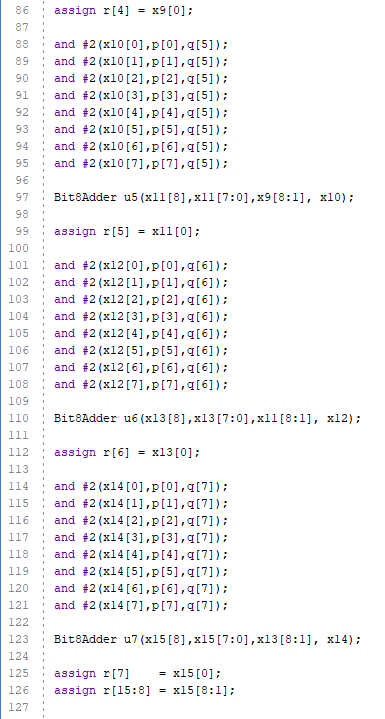 86 assign r[4] = x9[0];
87
88 and #2(x10[0],p[0],q[5]);
89 and #2(x10[1],p[1],q[5]);
90 and #2(x10[2],p[2],q[5]);
91 and #2(x10[3],p[3],q[5]);
92 and #2(x10[4],p[4],q[5]);
93 and #2(x10[5],p[5],q[5]);
94 and #2(x10[6],p[6],q[5]);
95 and #2(x10[7],p[7],q[5]);
96
97 Bit8Adder u5(x11[8],x11[7:0],x9[8:1], x10);
98
99 assign r[5] = x11[0];
100
101 and #2(x12[0],p[0],q[6]);
102 and #2(x12[1],p[1],q[6]);
103 and #2(x12[2],p[2],q[6]);
104 and #2(x12[3],p[3],q[6]);
105 and #2(x12[4],p[4],q[6]);
106 and #2(x12[5],p[5],q[6]);
107 and #2(x12[6],p[6],q[6]);
108 and #2(x12[7],p[7],q[6]);
109
110 Bit8Adder u6(x13[8],x13[7:0],x11[8:1], x12);
111
112 assign r[6] = x13[0];
113
114 and #2(x14[0],p[0],q[7]);
115 and #2(x14[1],p[1],q[7]);
116 and #2(x14[2],p[2],q[7]);
117 and #2(x14[3],p[3],q[7]);
118 and #2(x14[4],p[4],q[7]);
119 and #2(x14[5],p[5],q[7]);
120 and #2(x14[6],p[6],q[7]);
121 and #2(x14[7],p[7],q[7]);
122
123 Bit8Adder u7(x15[8],x15[7:0],x13[8:1], x14);
124
125 assign r[7]    = x15[0];
126 assign r[15:8] = x15[8:1];
127